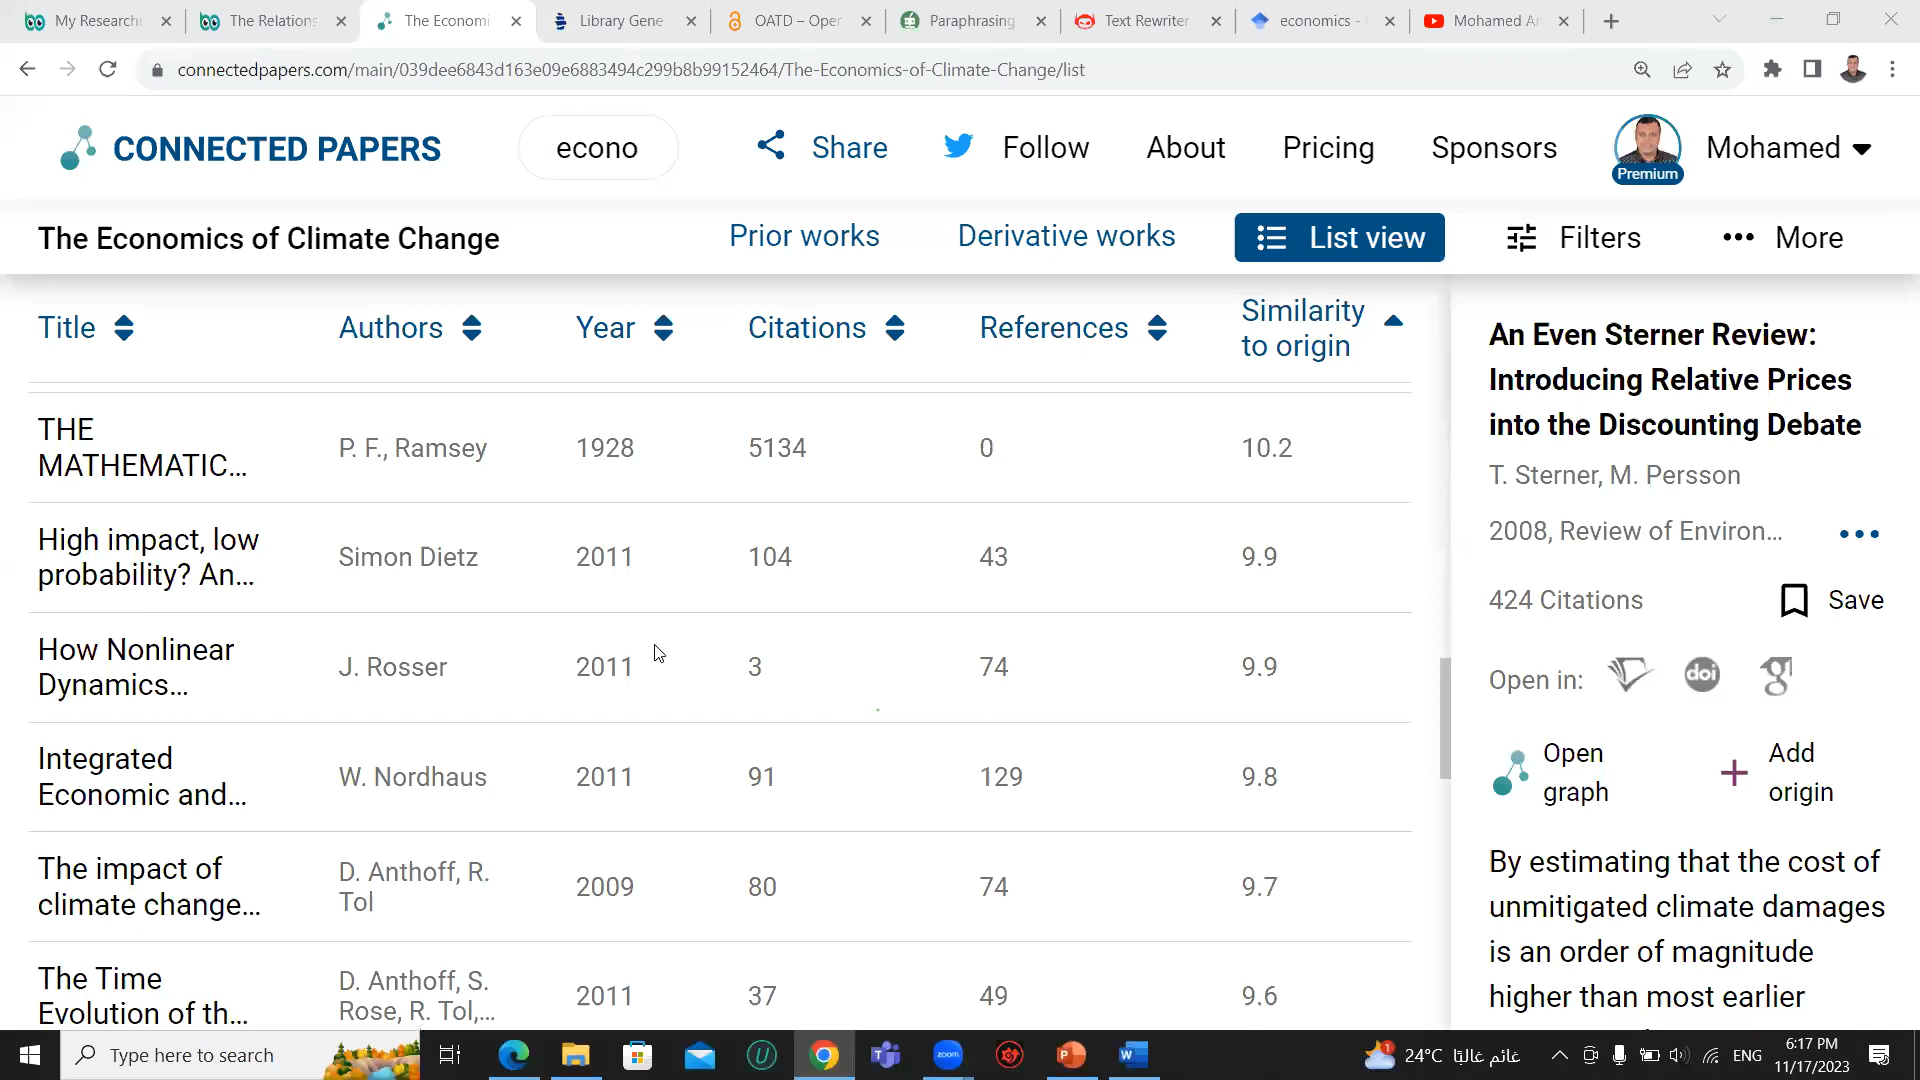 My Research
The Relations
The Economi
Library Gene
OATD – Oper
Paraphrasing
Text Rewriter
economics -
Mohamed An
connectedpapers.com/main/039dee6843d163e09e6883494c299b8b99152464/The-Economics-of-Climate-Change/list
CONNECTED PAPERS
econo
Share
Follow
About
Pricing
Sponsors
Premium
Mohamed
The Economics of Climate Change
Prior works
Derivative works
List view
Filters
More
Title
Authors
Year
Citations
References
Similarity
to origin
THE
MATHEMATIC...
P. F., Ramsey
1928
5134
0
10.2
High impact, low
probability? An...
Simon Dietz
2011
104
43
9.9
How Nonlinear
Dynamics...
J. Rosser
2011
3
74
9.9
Integrated
Economic and...
W. Nordhaus
2011
91
129
9.8
The impact of
climate change...
D. Anthoff, R.
Tol
2009
80
74
9.7
The Time
Evolution of th...
D. Anthoff, S.
Rose, R. Tol,...
2011
37
49
9.6
An Even Sterner Review:
Introducing Relative Prices
into the Discounting Debate
T. Sterner, M. Persson
2008, Review of Environ...
424 Citations
Save
Open in:
doi
Open
graph
Add
origin
By estimating that the cost of
unmitigated climate damages
is an order of magnitude
higher than most earlier
Type here to search
zoom
24°C غائم غالبًا
ENG
6:17 PM
11/17/2023